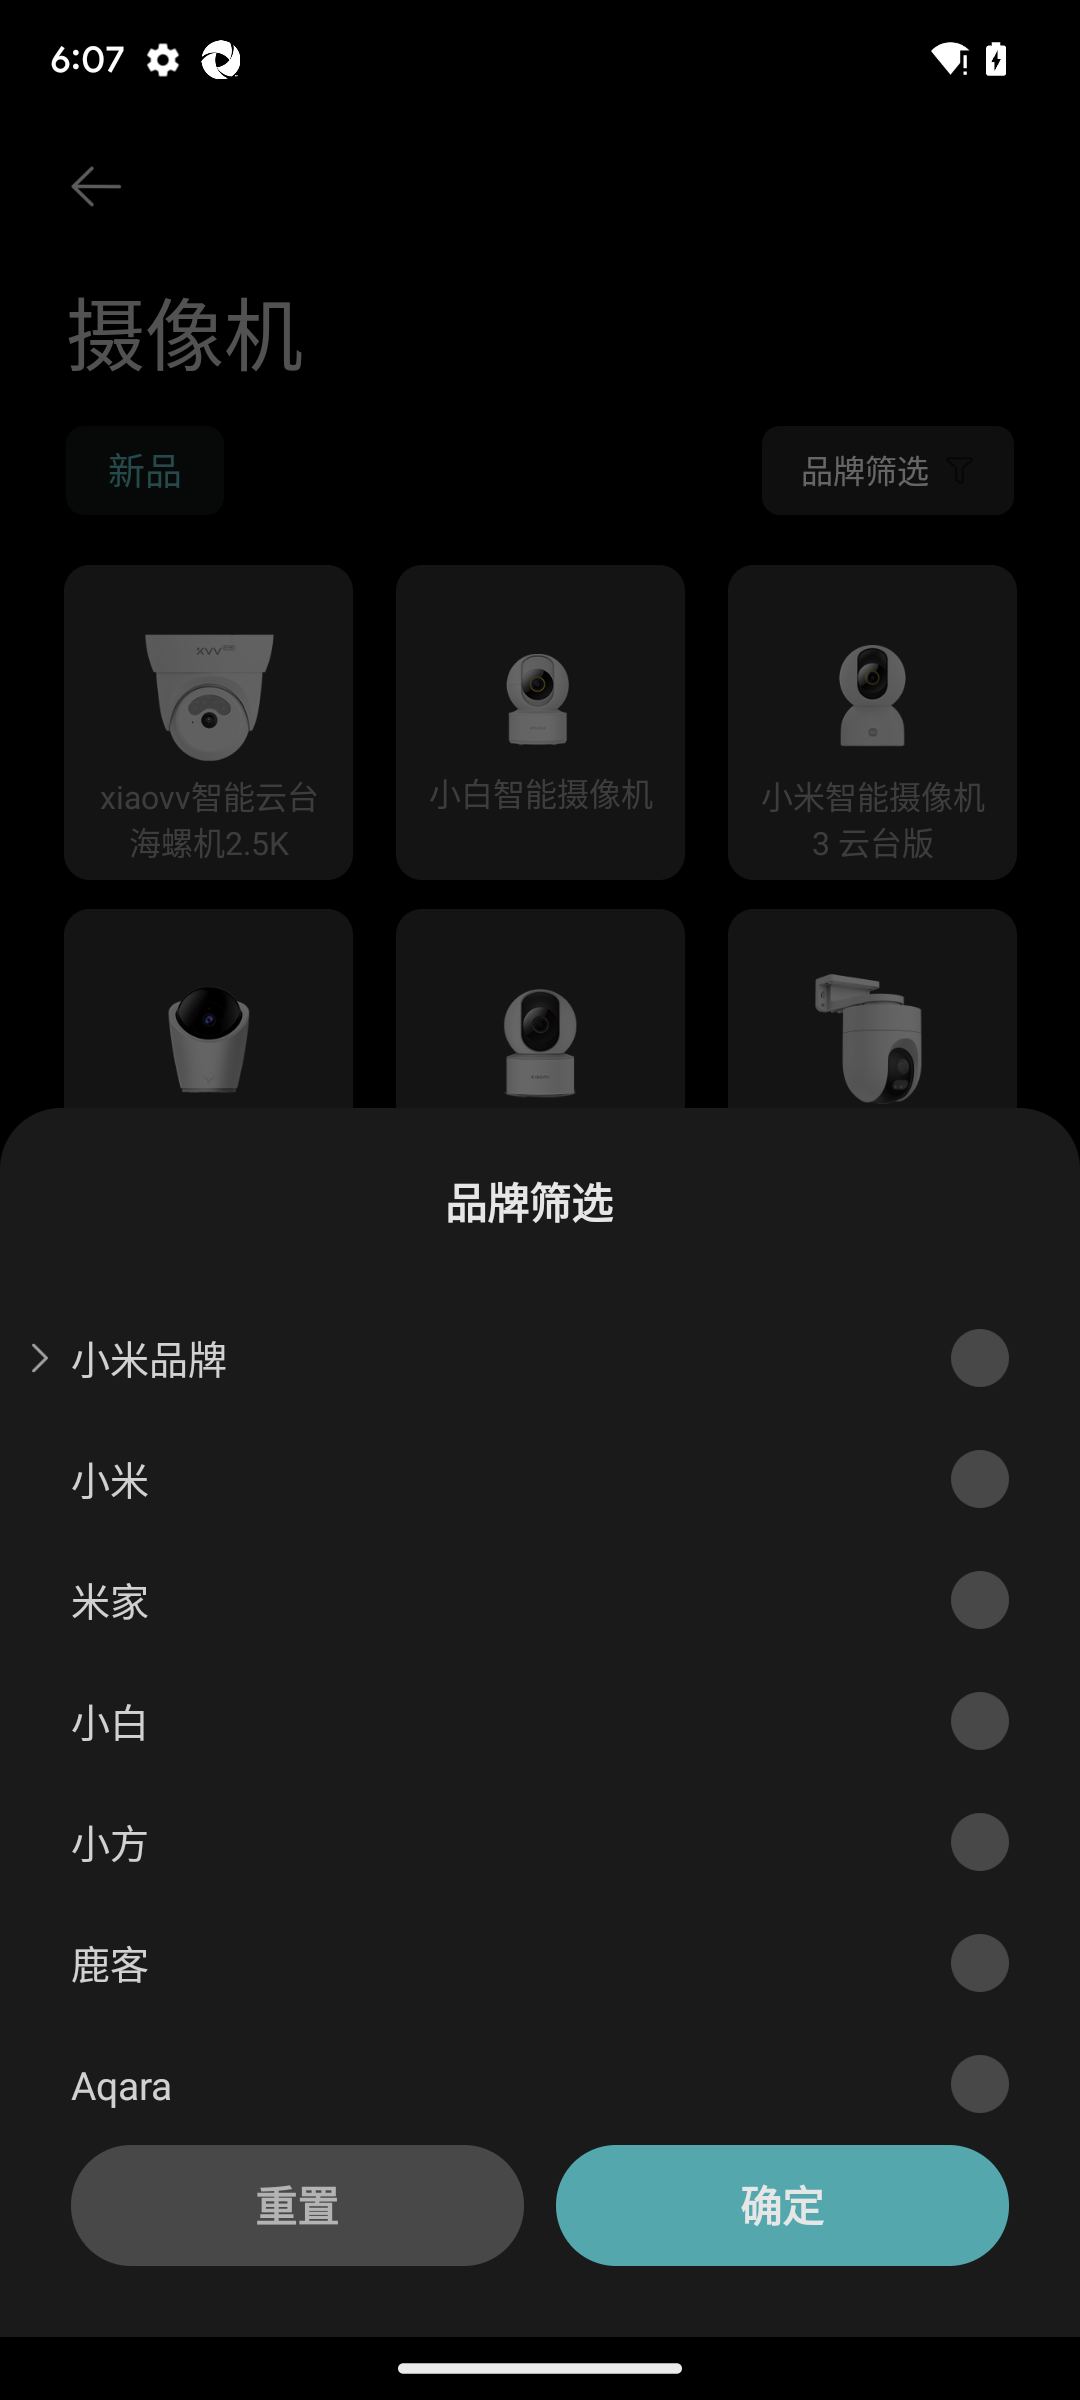 6:07
摄像机
新品
品牌筛选
xiaovv智能云台
海螺机2.5K
小白智能摄像机
小米智能摄像机
3 云台版
品牌筛选
小米品牌
小米
米家
小白
小方
鹿客
Aqara
重置
确定